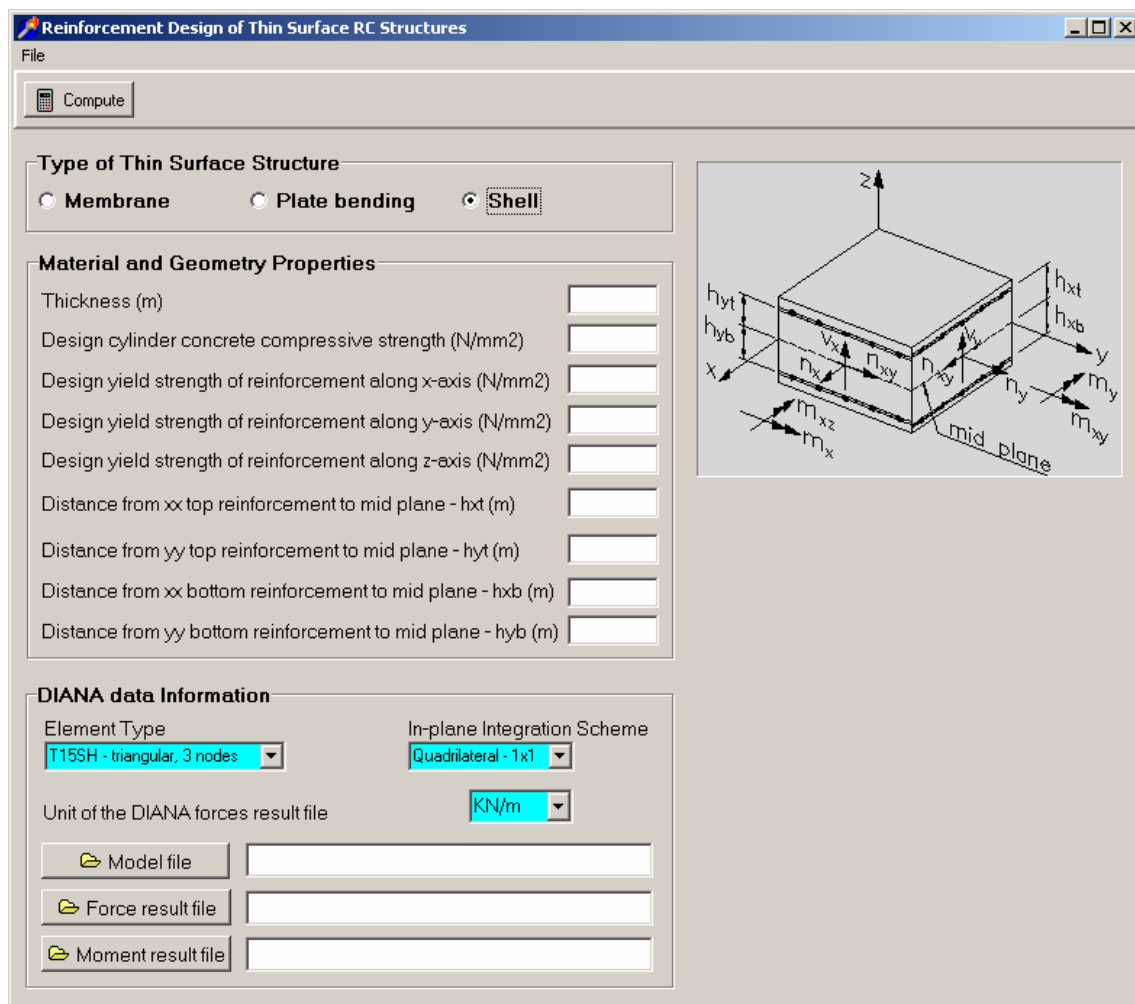 Reinforcement Design of Thin Surface RC Structures
File
Compute
Type of Thin Surface Structure
Membrane Plate bending Shell
Material and Geometry Properties
Thickness (m)
Design cylinder concrete compressive strength (N/mm2)
Design yield strength of reinforcement along x-axis (N/mm2)
Design yield strength of reinforcement along y-axis (N/mm2)
Design yield strength of reinforcement along z-axis (N/mm2)
Distance from xx top reinforcement to mid plane - hxt (m)
Distance from yy top reinforcement to mid plane - hyt (m)
Distance from xx bottom reinforcement to mid plane - hxb (m)
Distance from yy bottom reinforcement to mid plane - hyb (m)
z
hyt
hyb
x
hxt
hxb
y
vx
vy
nx
nxy
nxy
ny
my
mxy
mxz
mx
mid plane
DIANA data Information
Element Type In-plane Integration Scheme
T15SH - triangular, 3 nodes Quadrilateral - 1x1
Unit of the DIANA forces result file KN/m
Model file
Force result file
Moment result file